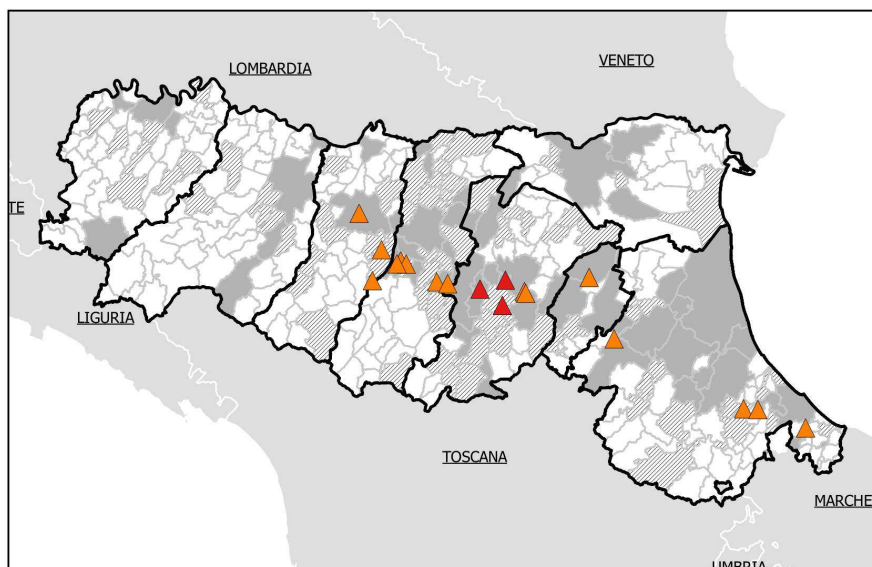 VENETO
LOMBARDIA
TE
LIGURIA
TOSCANA
MARCHE
UMBRIA